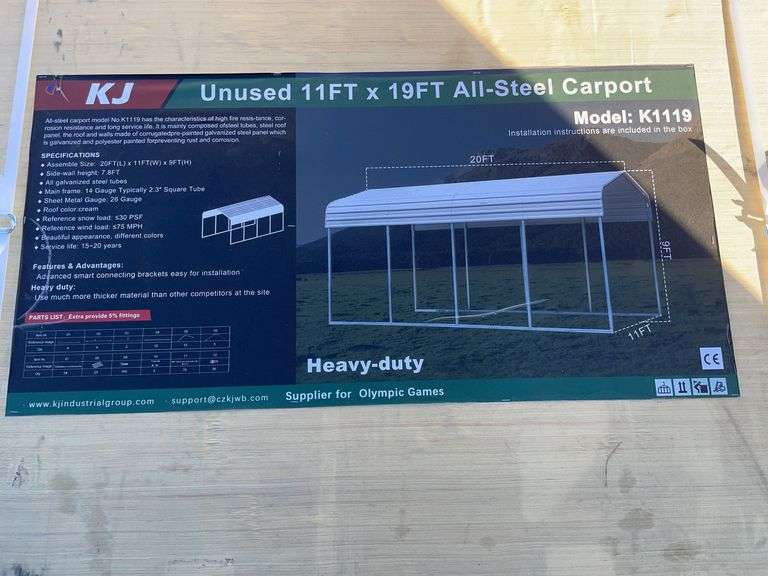 KJ
Unused 11FT x 19FT All-Steel Carport
Model: K1119
Installation instructions are included in the box
All-steel carport model No.K1119 has the characteristics of high fire resis-tance, cor-
rosion resistance and long service life. It is mainly composed ofsteel tubes, steel roof
panel, the roof and walls made of corrugatedpre-painted galvanized steel panel which
is galvanized and polyester painted forpreventing rust and corrosion.
SPECIFICATIONS
Assemble Size: 20FT(L) x 11FT(W) x 9FT(H)
Side-wall height: 7.8FT
All galvanized steel tubes
Main frame: 14 Gauge Typically 2.3" Square Tube
Sheet Metal Gauge: 26 Gauge
Roof color:cream
Reference snow load: ≤30 PSF
Reference wind load: ≤75 MPH
Beautiful appearance, different colors
Service life: 15~20 years
Features & Advantages:
Advanced smart connecting brackets easy for installation
Heavy duty:
Use much more thicker material than other competitors at the site
PARTS LIST: Extra provide 5% fittings
20FT
9FT
11FT
Heavy-duty
CE
www.kjindustrialgroup.com
support@czkjwb.com
Supplier for Olympic Games